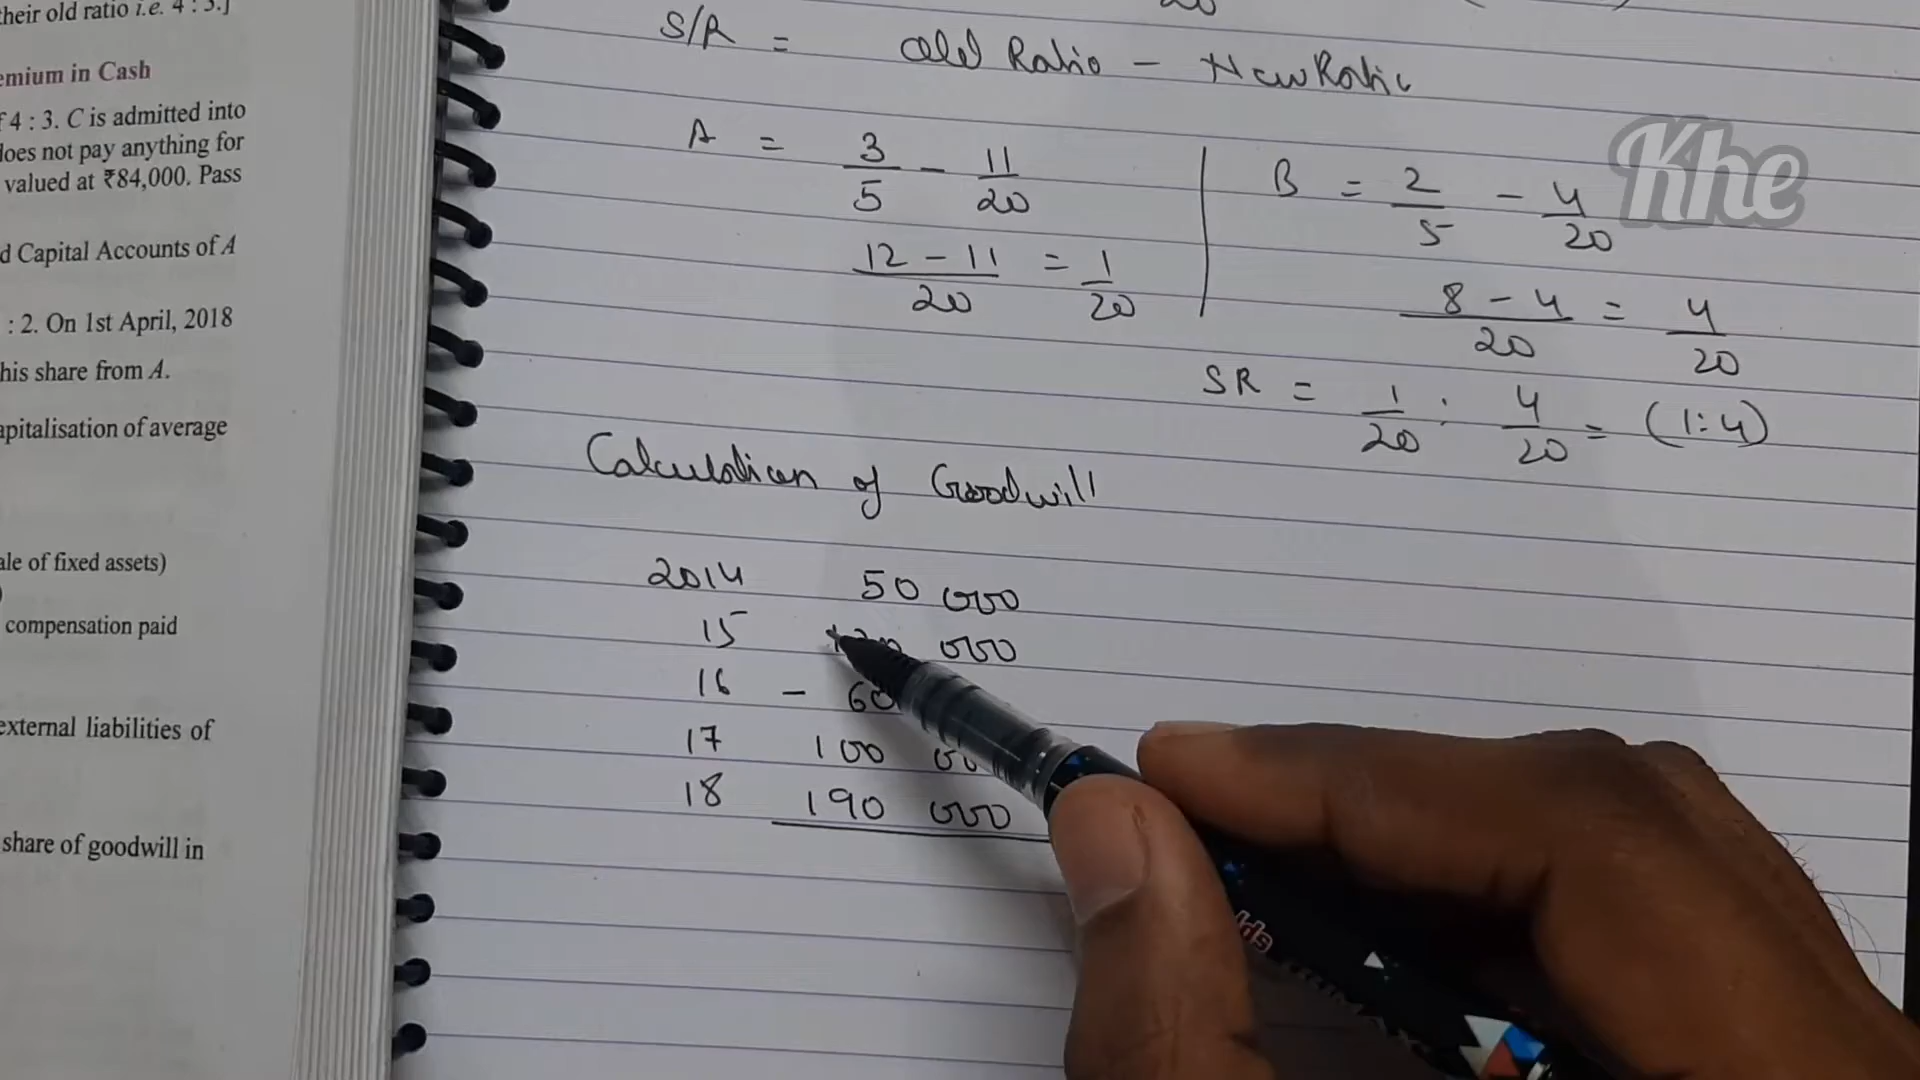 their old ratio i.e. 4 : 3.]
emium in Cash
f 4 : 3. C is admitted into
does not pay anything for
valued at ₹84,000. Pass
d Capital Accounts of A
: 2. On 1st April, 2018
his share from A.
apitalisation of average
ale of fixed assets)
compensation paid
external liabilities of
share of goodwill in
20
S/R = Old Ratio - New Ratio
A = 3/5 - 11/20
12 - 11/20 = 1/20
B = 2/5 - 4/20
8 - 4/20 = 4/20
SR = 1/20 : 4/20 = (1:4)
Calculation of Goodwill
2014 50 000
15 000
16 - 60
17 100
18 190 000
Khe